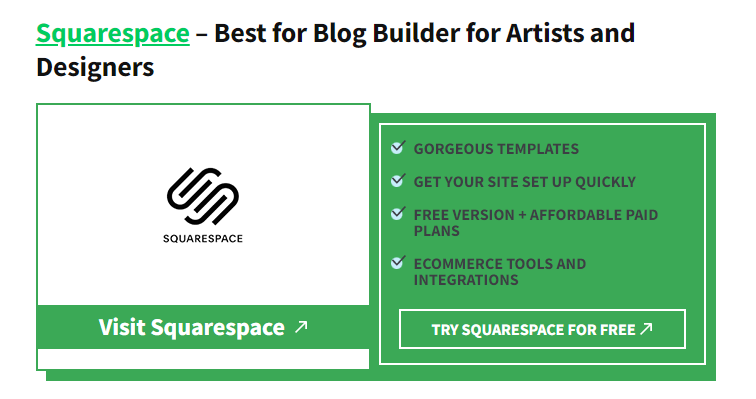 Squarespace – Best for Blog Builder for Artists and
Designers
SQUARESPACE
Visit Squarespace
GORGEOUS TEMPLATES
GET YOUR SITE SET UP QUICKLY
FREE VERSION + AFFORDABLE PAID
PLANS
ECOMMERCE TOOLS AND
INTEGRATIONS
TRY SQUARESPACE FOR FREE